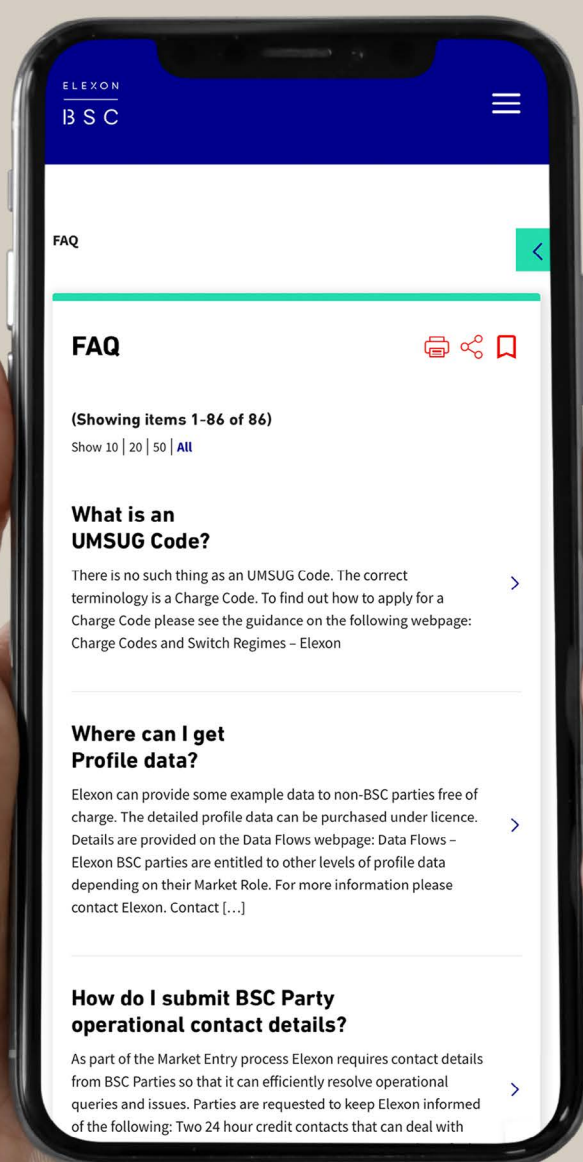 ELEXON
BSC
FAQ
FAQ
(Showing items 1-86 of 86)
Show 10 | 20 | 50 | All
What is an
UMSUG Code?
There is no such thing as an UMSUG Code. The correct
terminology is a Charge Code. To find out how to apply for a
Charge Code please see the guidance on the following webpage:
Charge Codes and Switch Regimes – Elexon
Where can I get
Profile data?
Elexon can provide some example data to non-BSC parties free of
charge. The detailed profile data can be purchased under licence.
Details are provided on the Data Flows webpage: Data Flows –
Elexon BSC parties are entitled to other levels of profile data
depending on their Market Role. For more information please
contact Elexon. Contact […]
How do I submit BSC Party
operational contact details?
As part of the Market Entry process Elexon requires contact details
from BSC Parties so that it can efficiently resolve operational
queries and issues. Parties are requested to keep Elexon informed
of the following: Two 24 hour credit contacts that can deal with